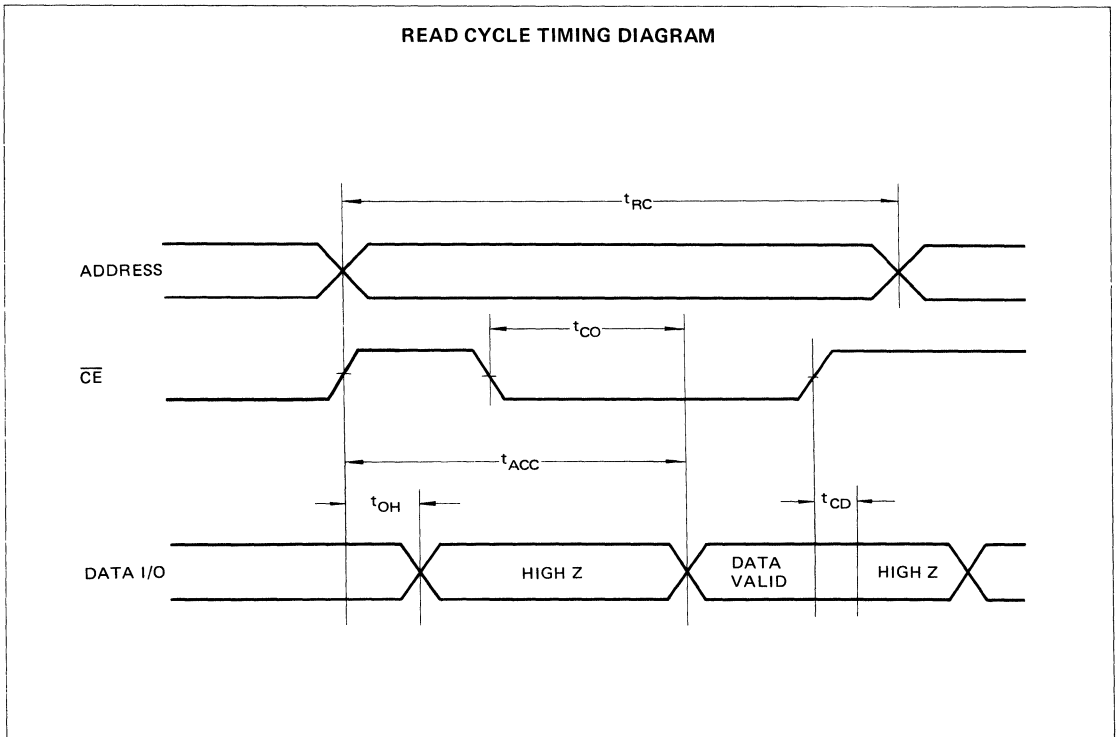 READ CYCLE TIMING DIAGRAM
tRC
ADDRESS
tCO
CE
tACC
tOH
tCD
DATA I/O
HIGH Z
DATA
VALID
HIGH Z